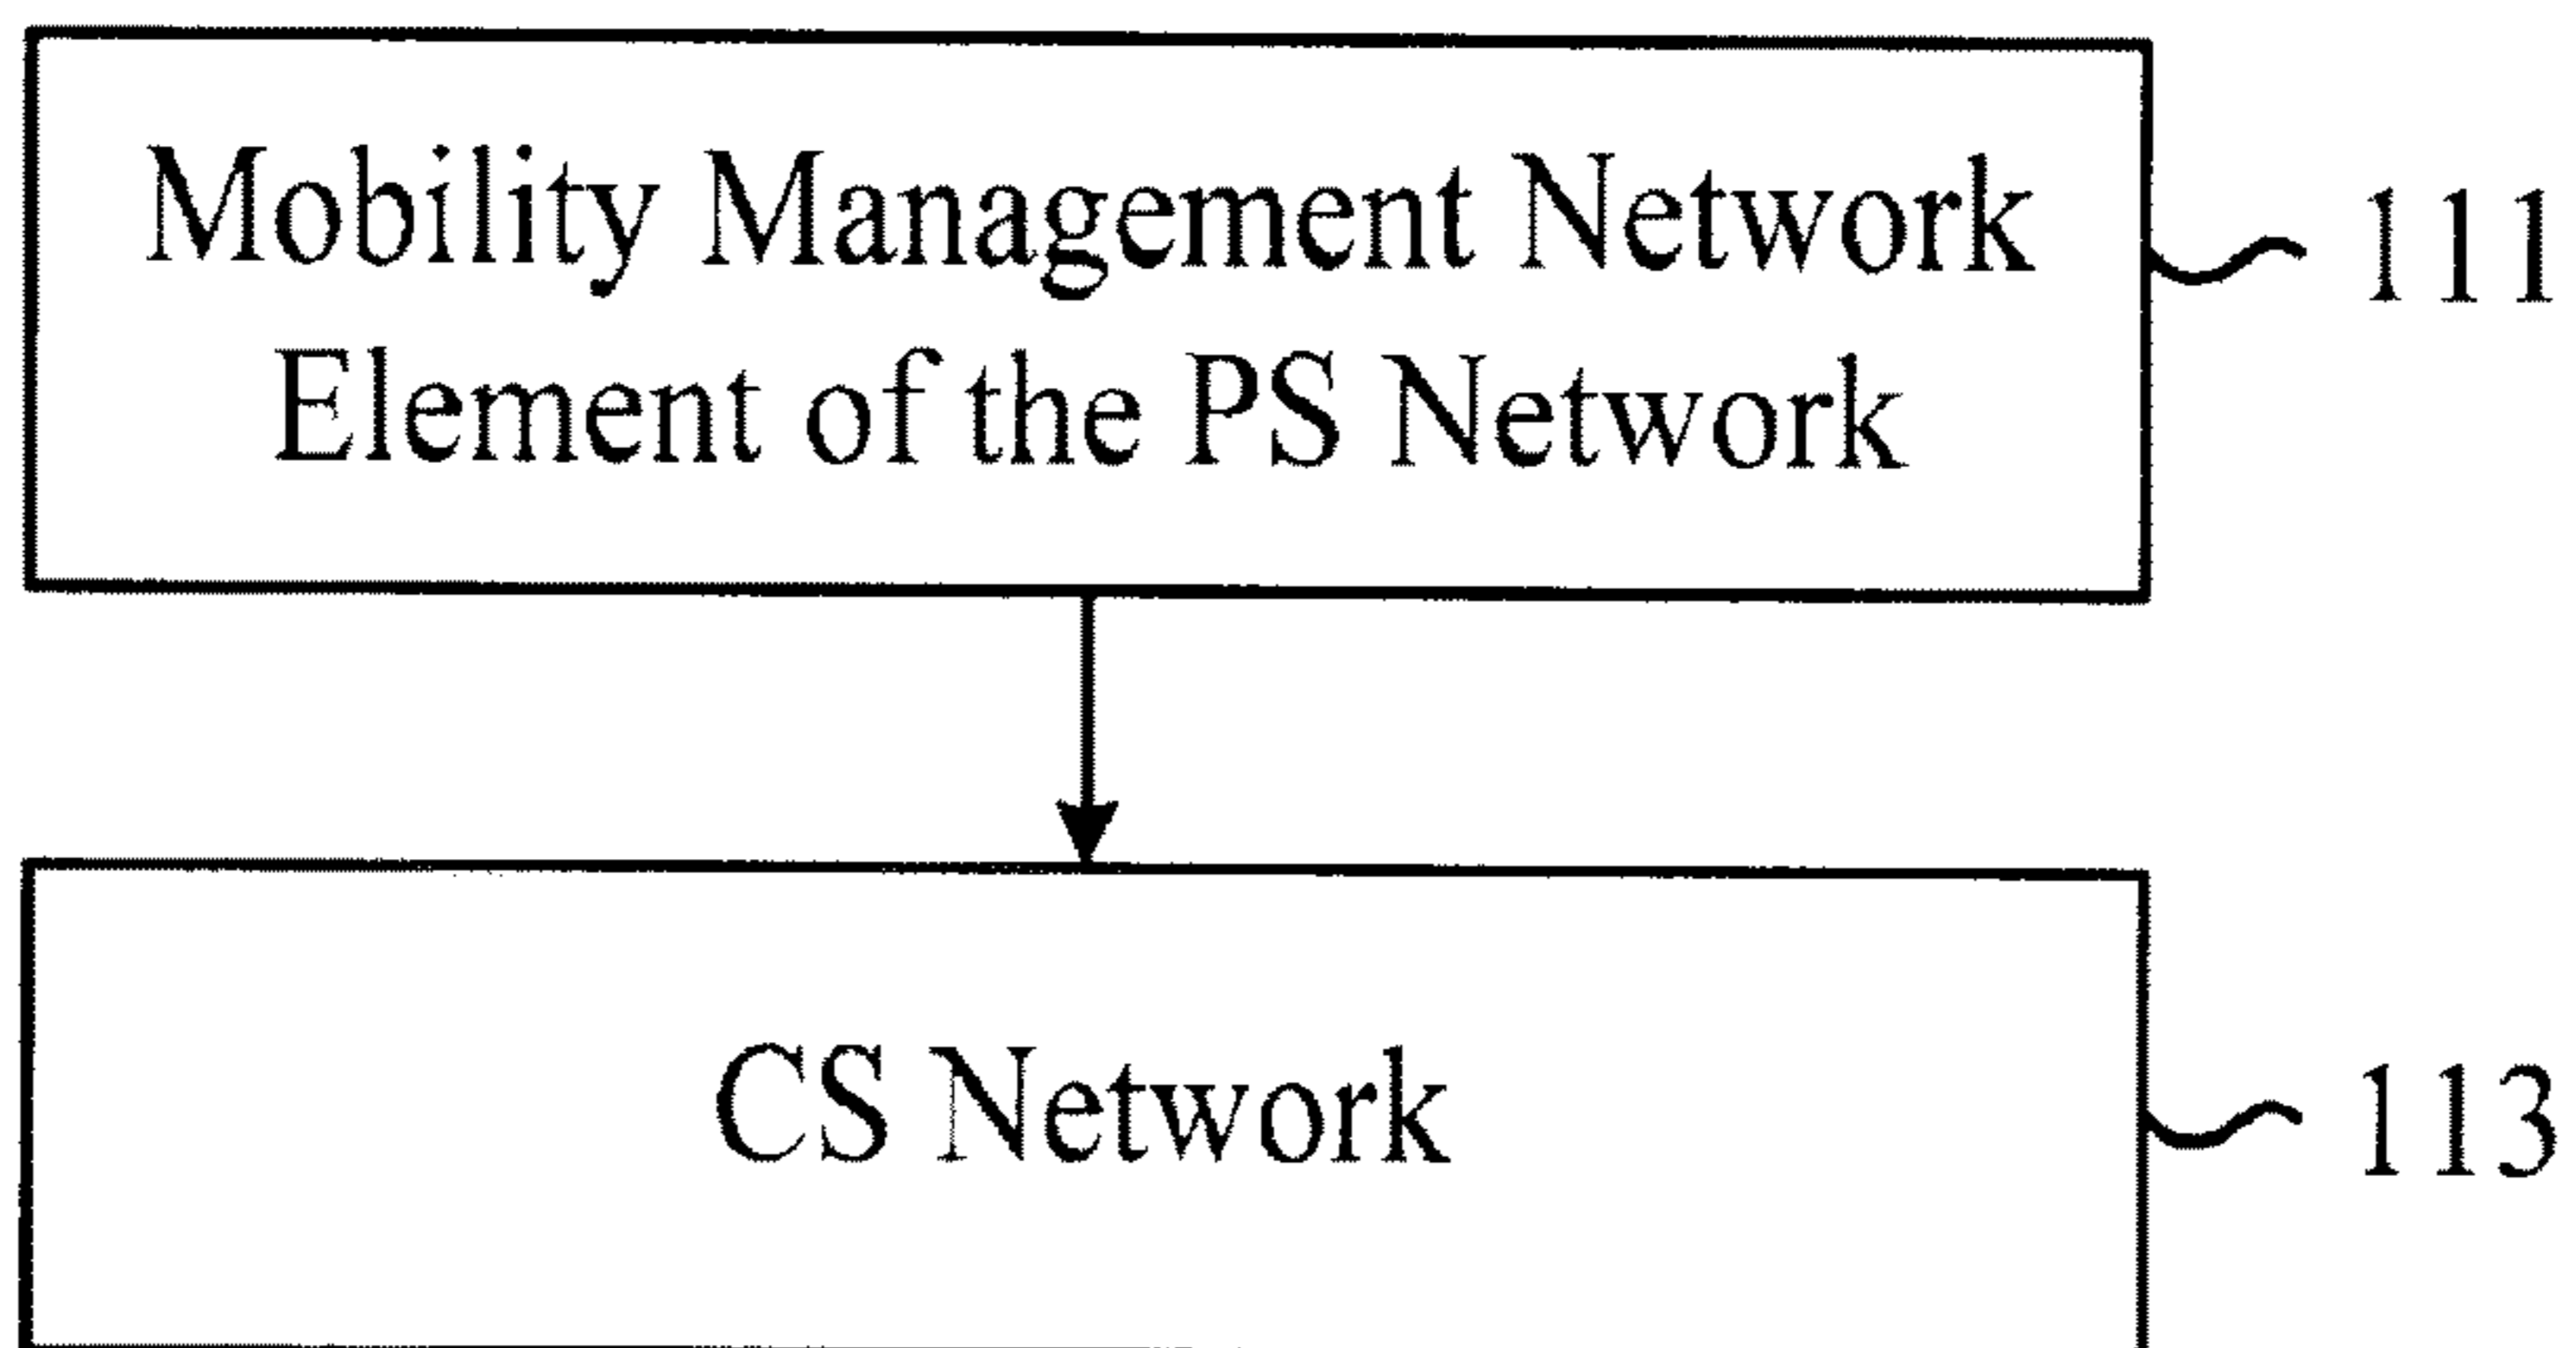 Mobility Management Network
Element of the PS Network
111
CS Network
113